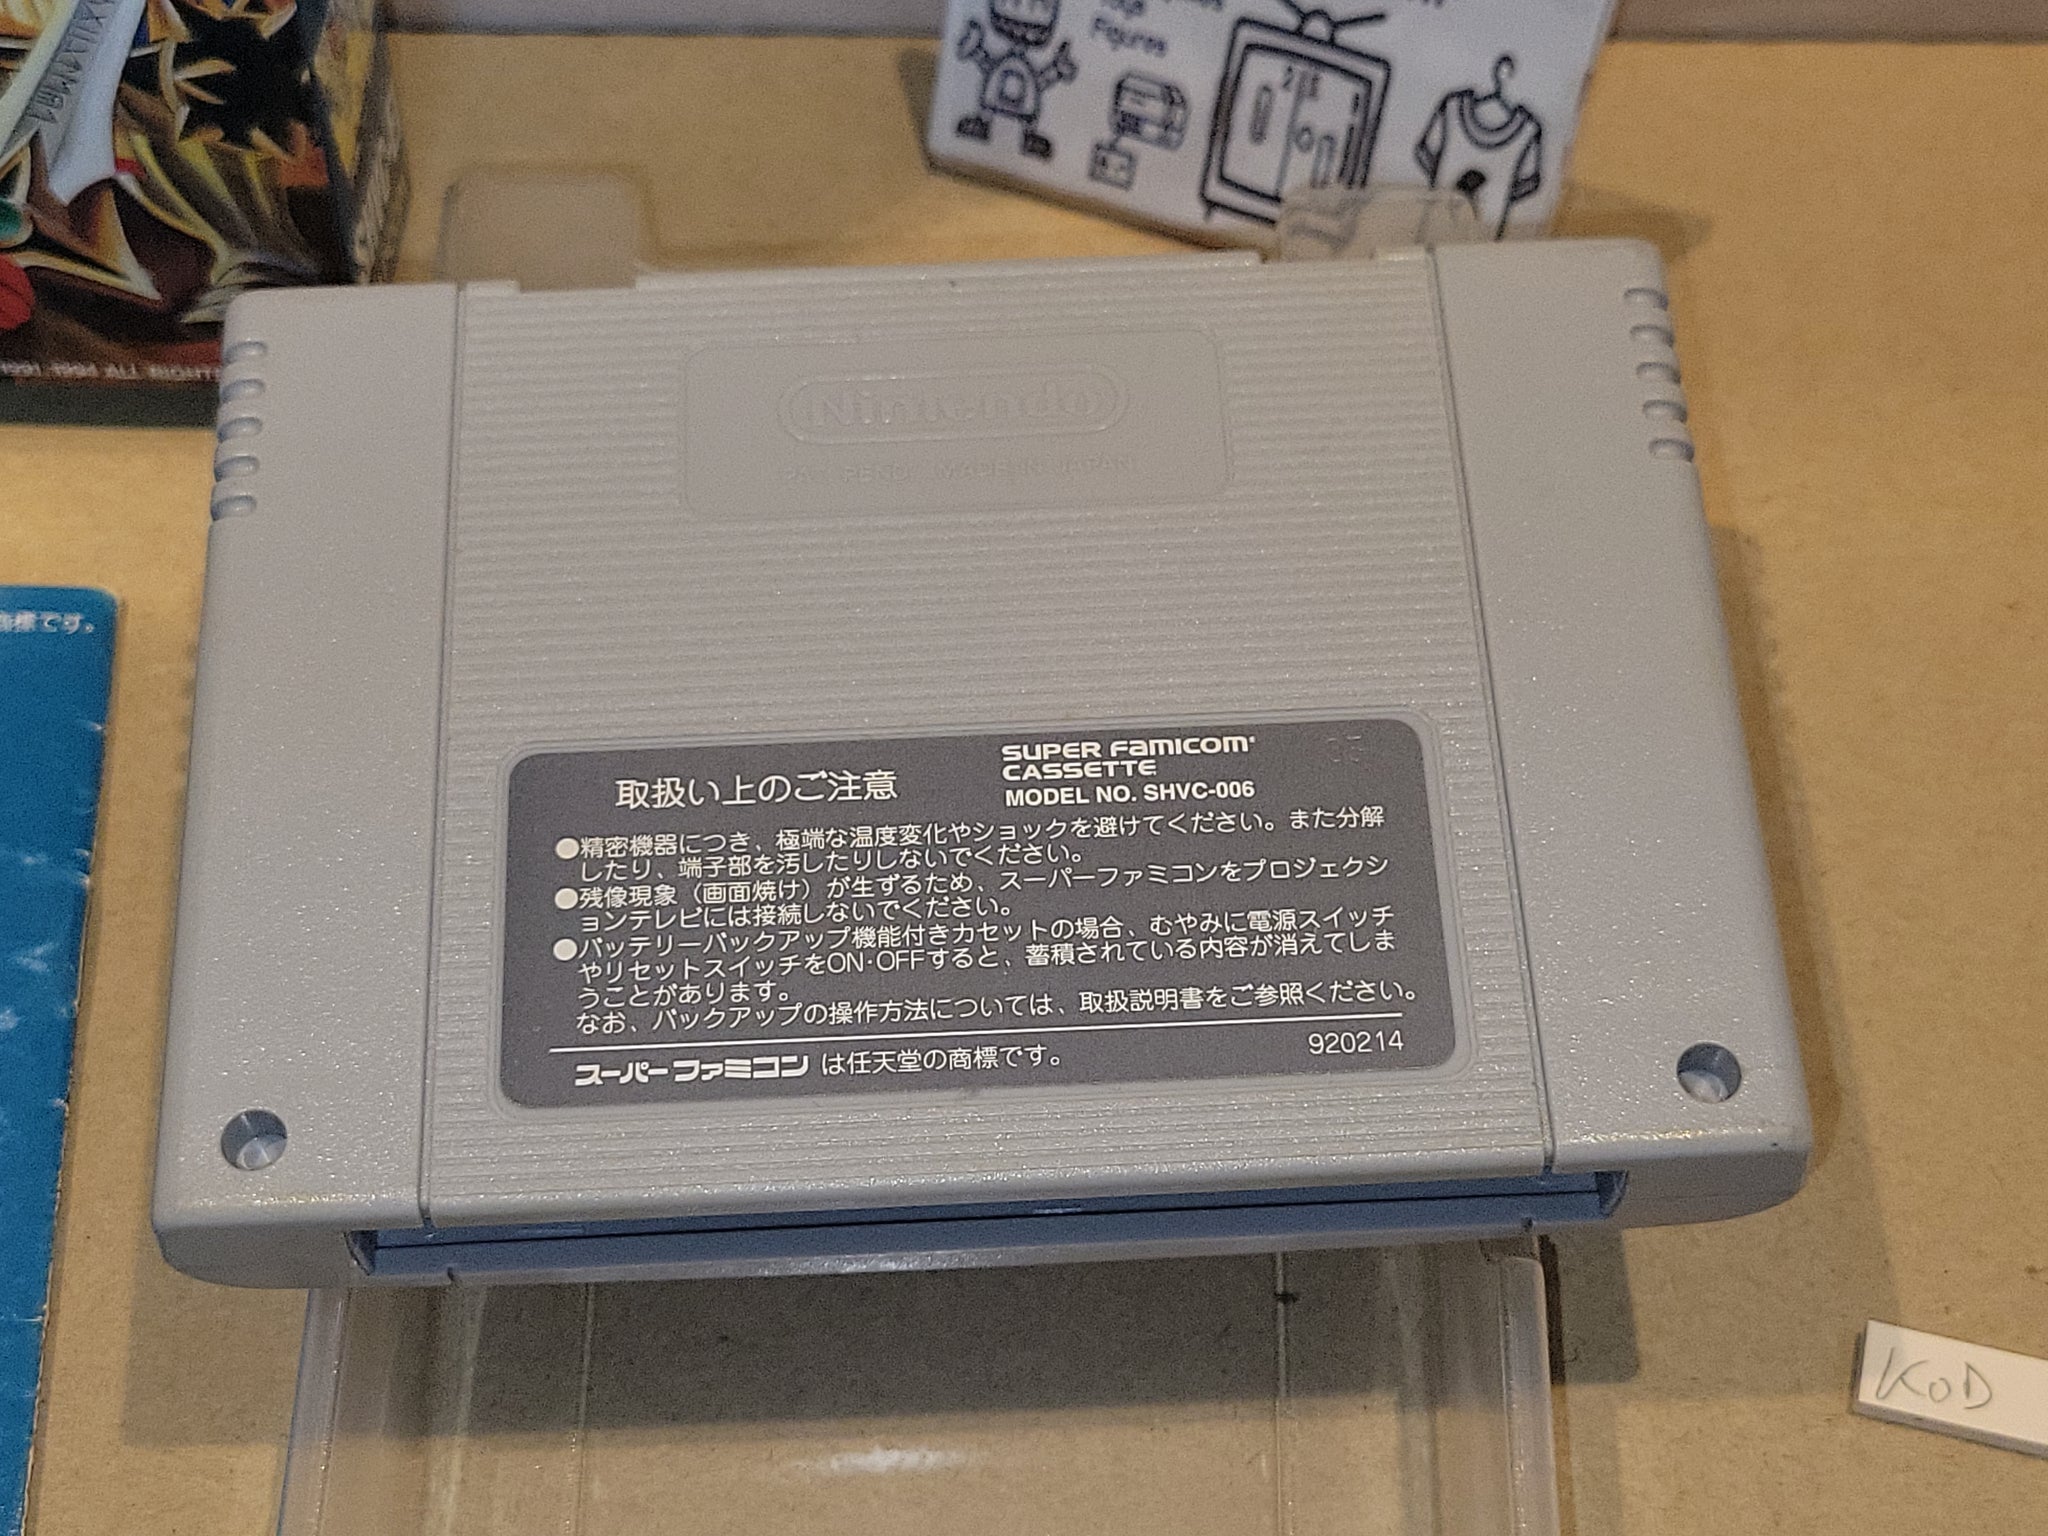 Figures
1991, 1994 ALL RIGHTS
Nintendo
PAT. PEND. MADE IN JAPAN
標です。
取扱い上のご注意
SUPER FAMICOM
CASSETTE
MODEL NO. SHVC-006
●精密機器につき、極端な温度変化やショックを避けてください。また分解
したり、端子部を汚したりしないでください。
●残像現象（画面焼け）が生ずるため、スーパーファミコンをプロジェクシ
ョンテレビには接続しないでください。
●バッテリーバックアップ機能付きカセットの場合、むやみに電源スイッチ
やリセットスイッチをON·OFFすると、蓄積されている内容が消えてしま
うことがあります。
なお、バックアップの操作方法については、取扱説明書をご参照ください。
スーパーファミコン は任天堂の商標です。
920214
KOD